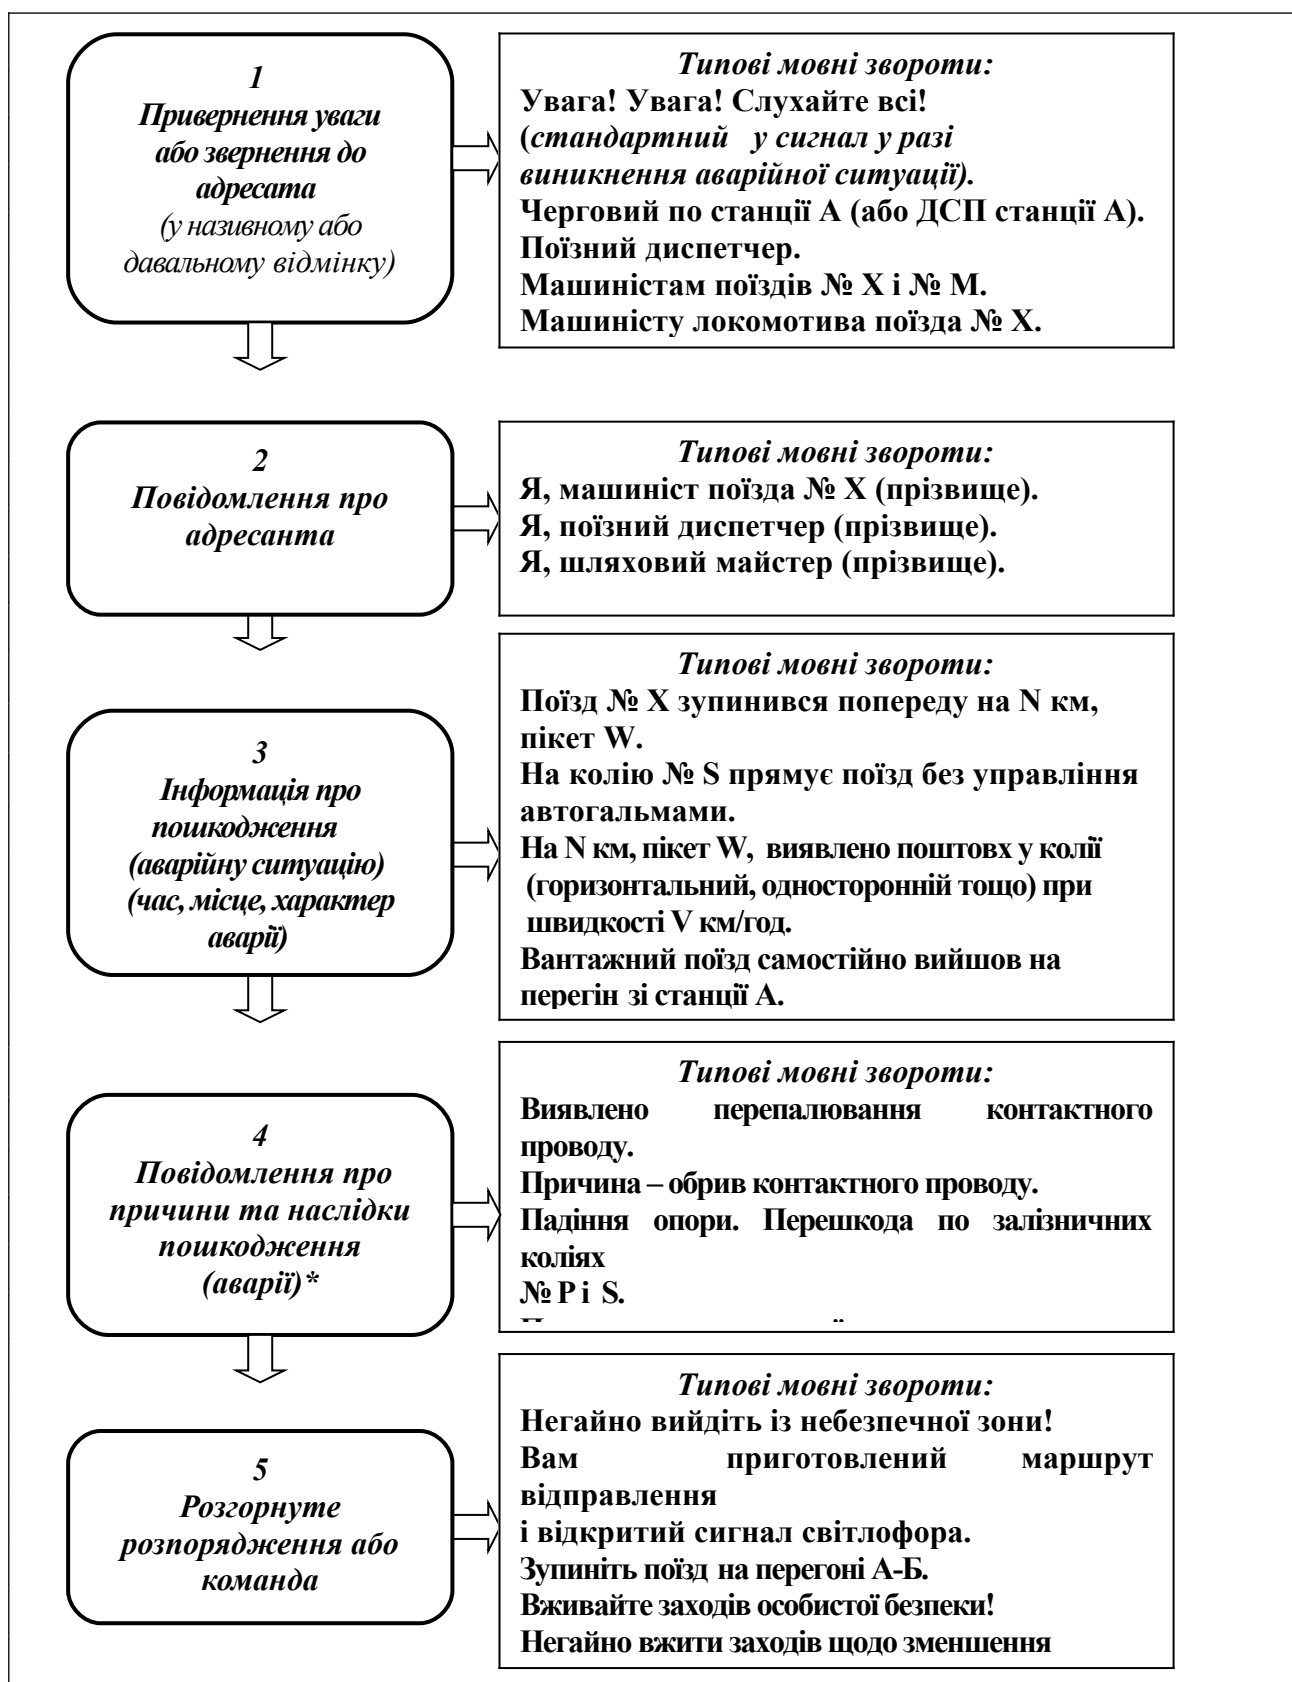 1
Привернення уваги
або звернення до
адресата
(у називному або
давальному відмінку)
Типові мовні звороти:
Увага! Увага! Слухайте всі!
(стандартний у сигнал у разі
виникнення аварійної ситуації).
Черговий по станції А (або ДСП станції А).
Поїзний диспетчер.
Машиністам поїздів № Х і № М.
Машиністу локомотива поїзда № Х.
2
Повідомлення про
адресанта
Типові мовні звороти:
Я, машиніст поїзда № Х (прізвище).
Я, поїзний диспетчер (прізвище).
Я, шляховий майстер (прізвище).
3
Інформація про
пошкодження
(аварійну ситуацію)
(час, місце, характер
аварії)
Типові мовні звороти:
Поїзд № Х зупинився попереду на N км,
пікет W.
На колію № S прямує поїзд без управління
автогальмами.
На N км, пікет W, виявлено поштовх у колії
(горизонтальний, односторонній тощо) при
швидкості V км/год.
Вантажний поїзд самостійно вийшов на
перегін зі станції А.
4
Повідомлення про
причини та наслідки
пошкодження
(аварії)*
Типові мовні звороти:
Виявлено перепалювання контактного
проводу.
Причина – обрив контактного проводу.
Падіння опори. Перешкода по залізничних
коліях
№ Р і S.
5
Розгорнуте
розпорядження або
команда
Типові мовні звороти:
Негайно вийдіть із небезпечної зони!
Вам приготовлений маршрут
відправлення
і відкритий сигнал світлофора.
Зупиніть поїзд на перегоні А-Б.
Вживайте заходів особистої безпеки!
Негайно вжити заходів щодо зменшення